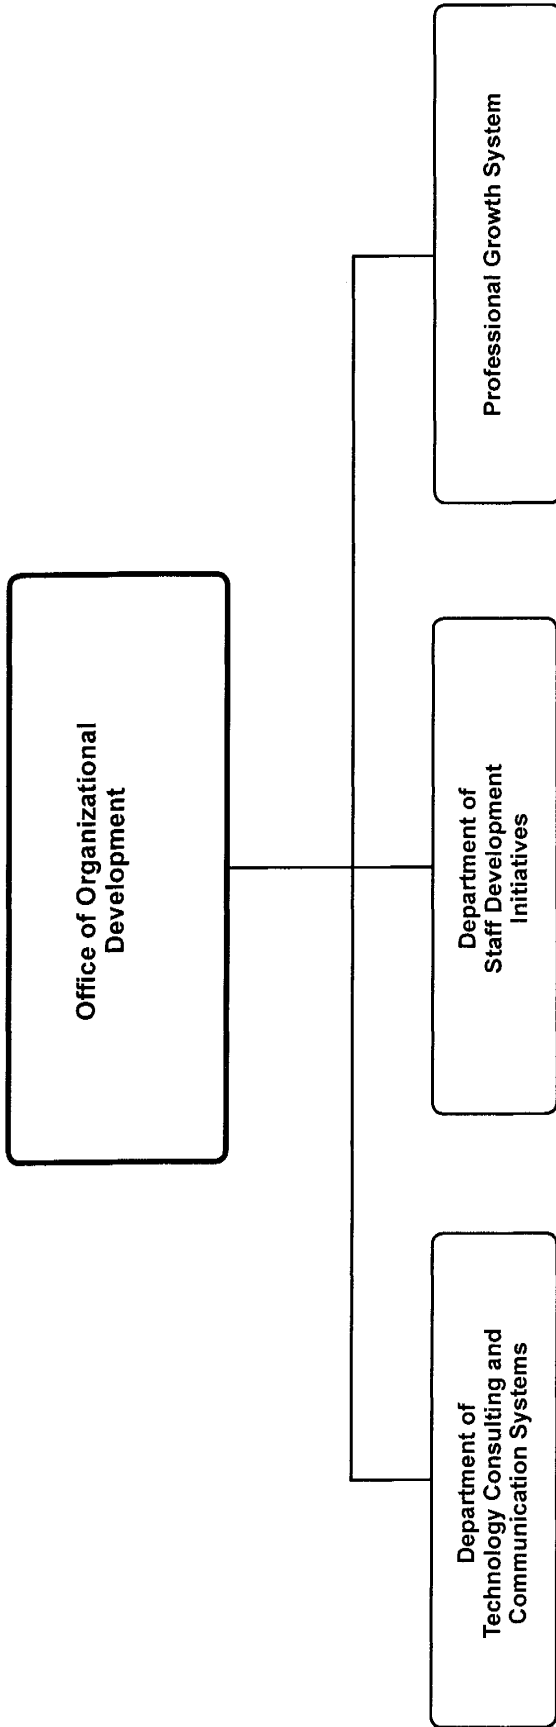 Office of Organizational
Development
Department of
Technology Consulting and
Communication Systems
Department of
Staff Development
Initiatives
Professional Growth System